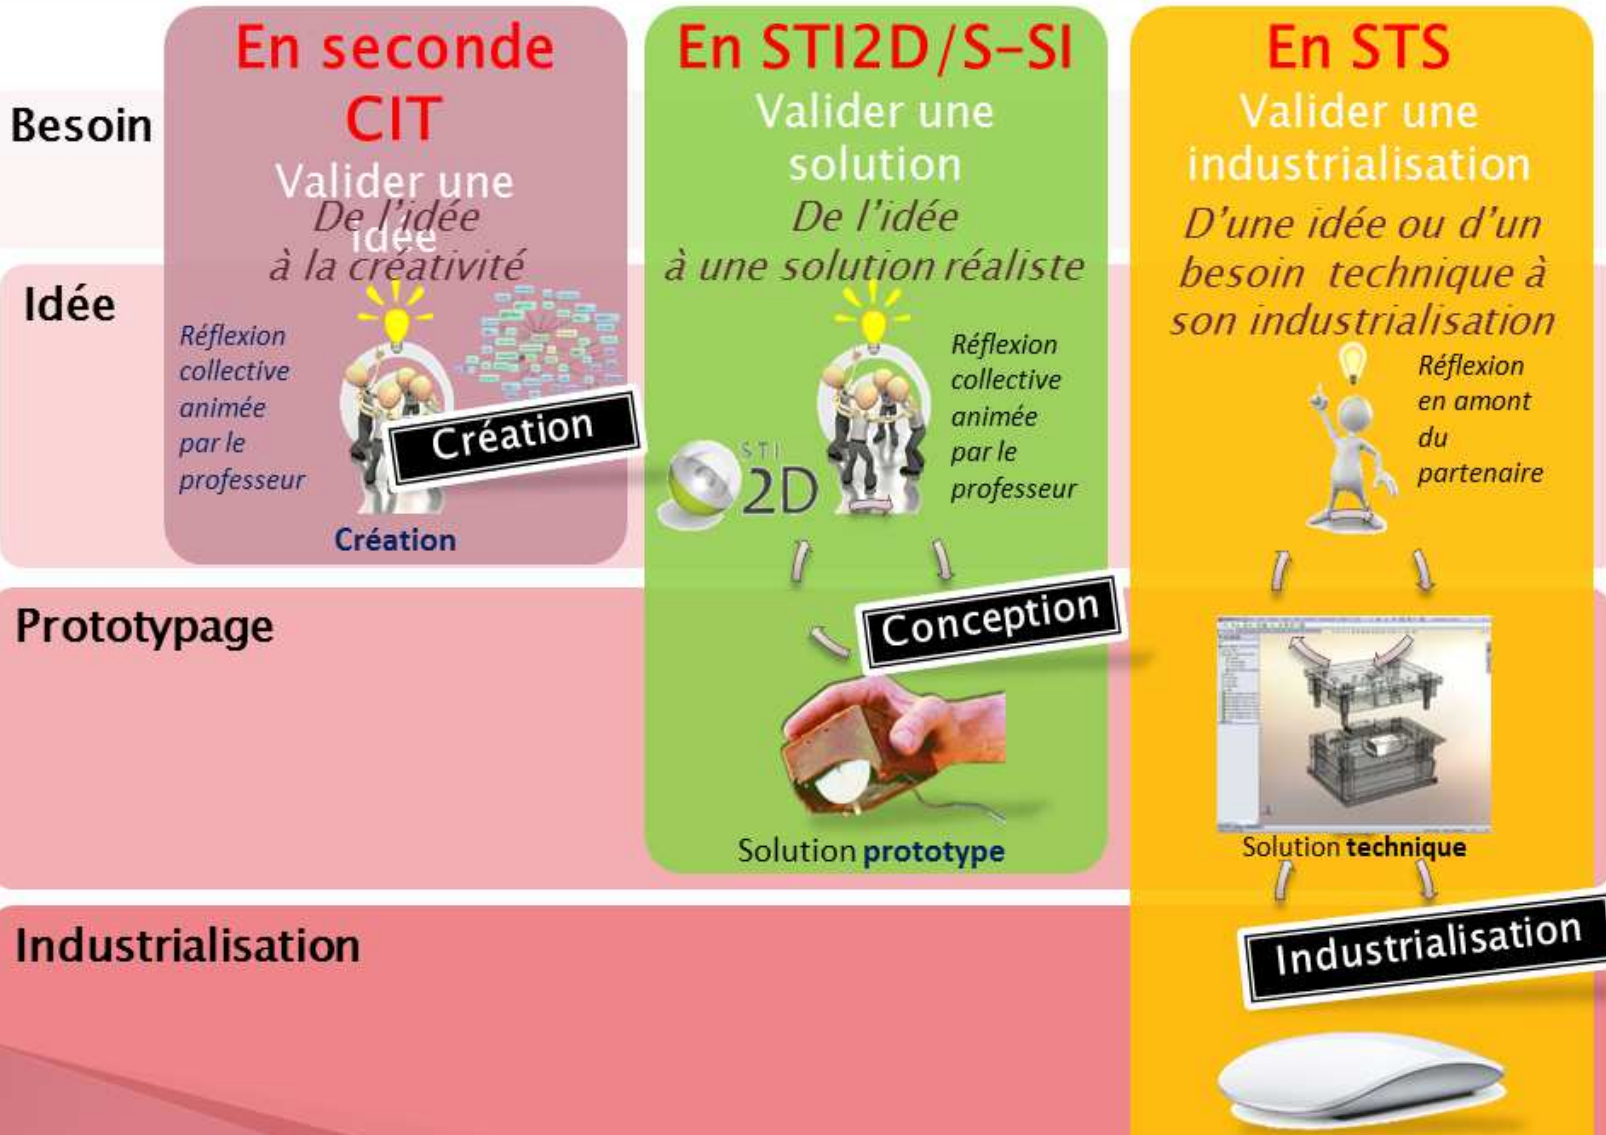 En seconde
CIT
Valider une
idée
De l'idée
à la créativité
Réflexion
collective
animée
par le
professeur
Création
Création
En STI2D/S-SI
Valider une
solution
De l'idée
à une solution réaliste
Réflexion
collective
animée
par le
professeur
STI
2D
Conception
Solution prototype
En STS
Valider une
industrialisation
D'une idée ou d'un
besoin technique à
son industrialisation
Réflexion
en amont
du
partenaire
Solution technique
Industrialisation
Besoin
Idée
Prototypage
Industrialisation